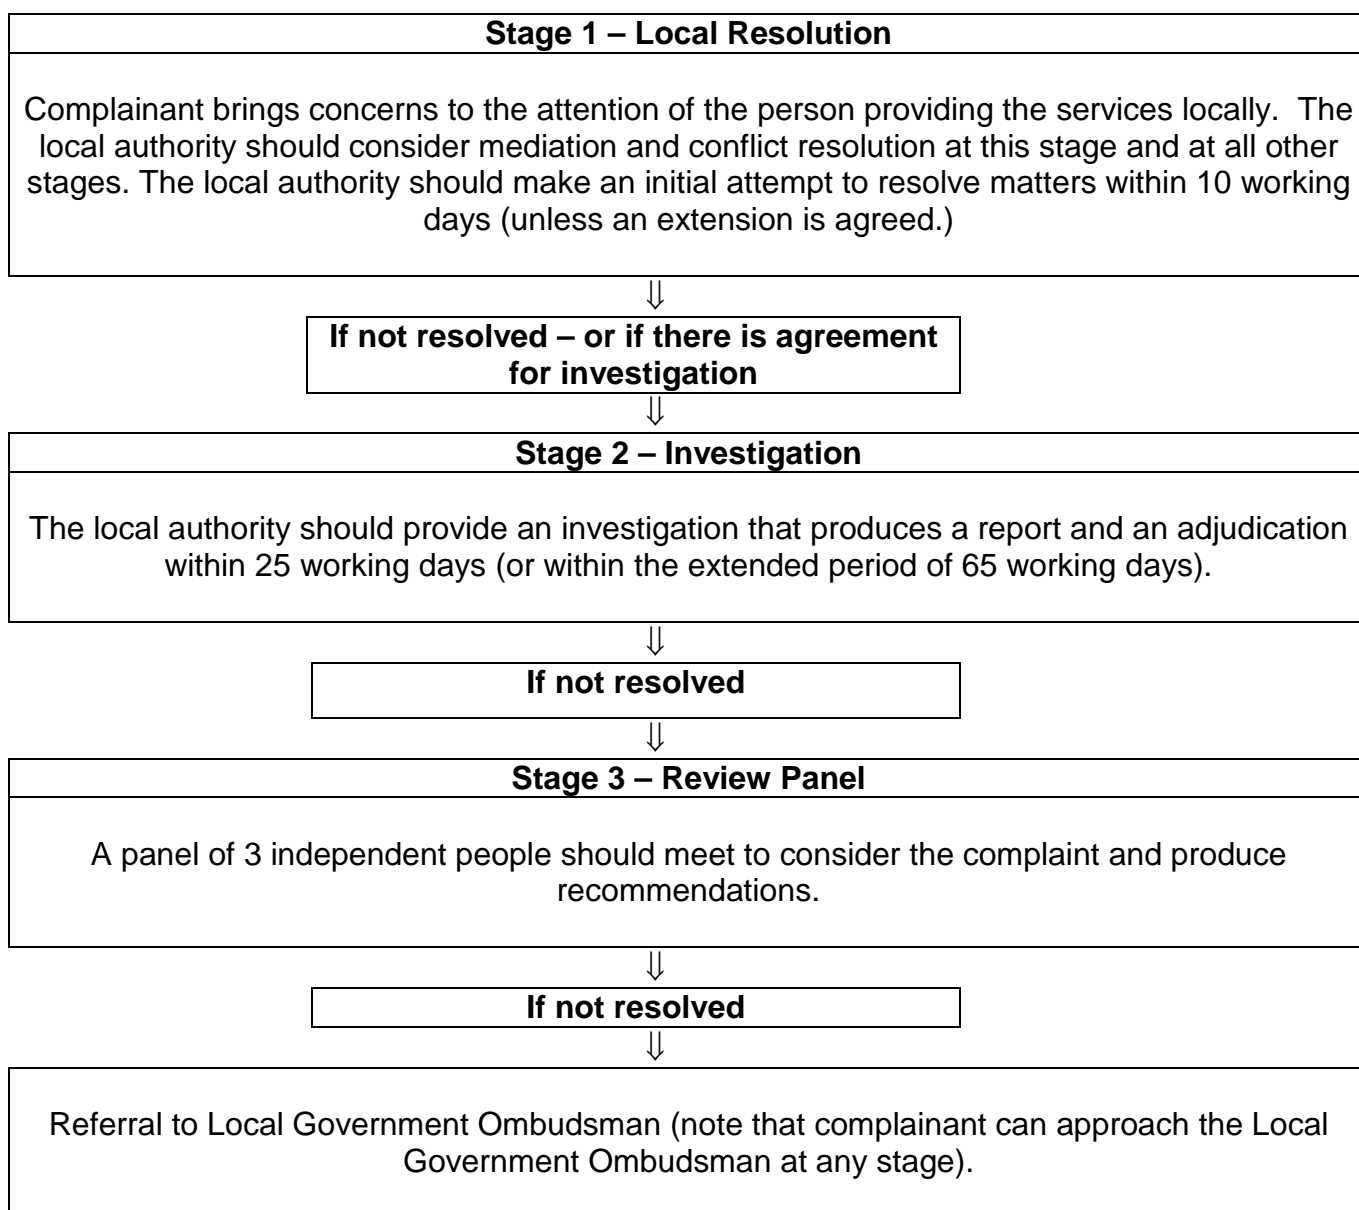 Stage 1 – Local Resolution
Complainant brings concerns to the attention of the person providing the services locally.  The
local authority should consider mediation and conflict resolution at this stage and at all other
stages. The local authority should make an initial attempt to resolve matters within 10 working
days (unless an extension is agreed.)
⇓
If not resolved – or if there is agreement
for investigation
⇓
Stage 2 – Investigation
The local authority should provide an investigation that produces a report and an adjudication
within 25 working days (or within the extended period of 65 working days).
⇓
If not resolved
⇓
Stage 3 – Review Panel
A panel of 3 independent people should meet to consider the complaint and produce
recommendations.
⇓
If not resolved
⇓
Referral to Local Government Ombudsman (note that complainant can approach the Local
Government Ombudsman at any stage).